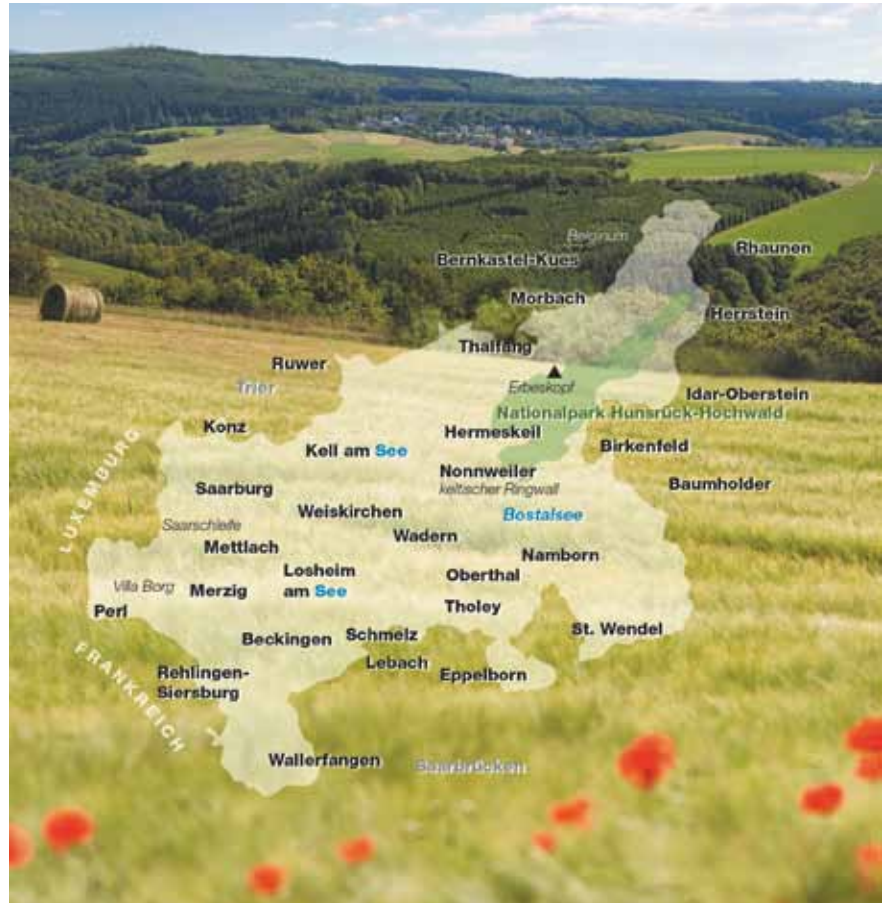 Belginum
Rhaunen
Bernkastel-Kues
Morbach
Herrstein
Thalfang
Ruwer
Erbeskopf
Trier
Idar-Oberstein
Nationalpark Hunsrück-Hochwald
Konz
Hermeskeil
Birkenfeld
Kell am See
LUXEMBURG
Nonnweiler
keltischer Ringwall
Baumholder
Saarburg
Weiskirchen
Bostalsee
Saarschleife
Wadern
Mettlach
Namborn
Losheim
am See
Oberthal
Villa Borg
Merzig
Perl
Tholey
St. Wendel
Beckingen
Schmelz
Lebach
FRANKREICH
Rehlingen-
Siersburg
Eppelborn
Wallerfangen
Saarbrücken